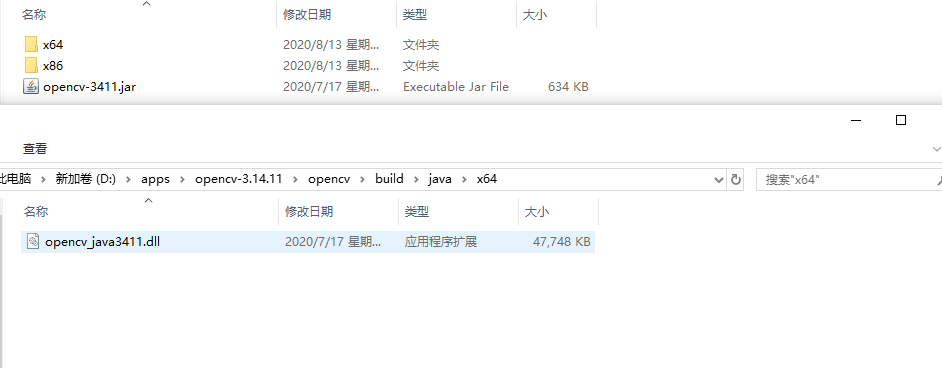 名称 修改日期 类型 大小
x64 2020/8/13 星期... 文件夹
x86 2020/8/13 星期... 文件夹
opencv-3411.jar 2020/7/17 星期... Executable Jar File 634 KB
查看
此电脑 新加卷 (D:) apps opencv-3.14.11 opencv build java x64 搜索"x64"
名称 修改日期 类型 大小
opencv_java3411.dll 2020/7/17 星期... 应用程序扩展 47,748 KB